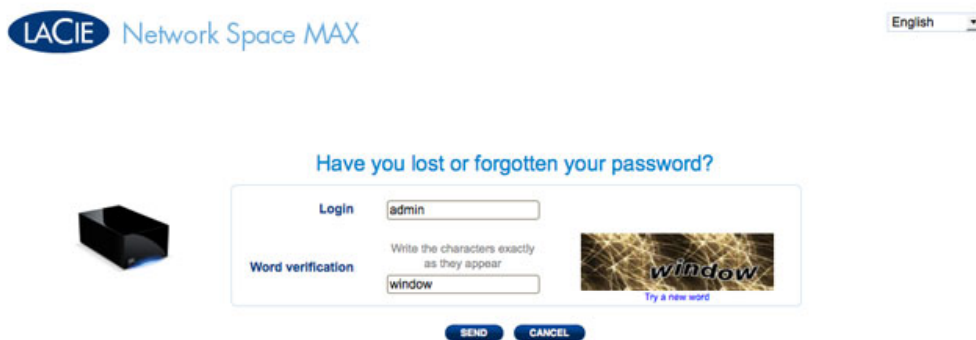 LACIE Network Space MAX
English
Have you lost or forgotten your password?
Login
admin
Write the characters exactly
as they appear
Word verification
window
window
Try a new word
SEND
CANCEL